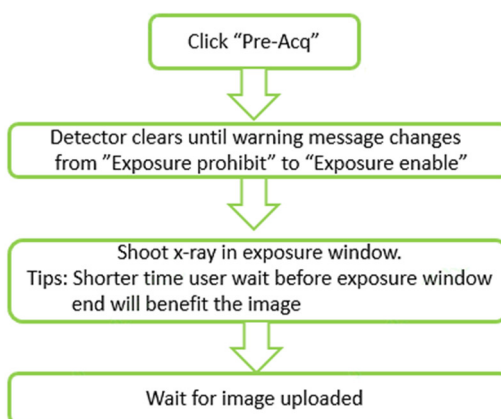 Click “Pre-Acq”
Detector clears until warning message changes
from ”Exposure prohibit” to “Exposure enable”
Shoot x-ray in exposure window.
Tips: Shorter time user wait before exposure window
end will benefit the image
Wait for image uploaded